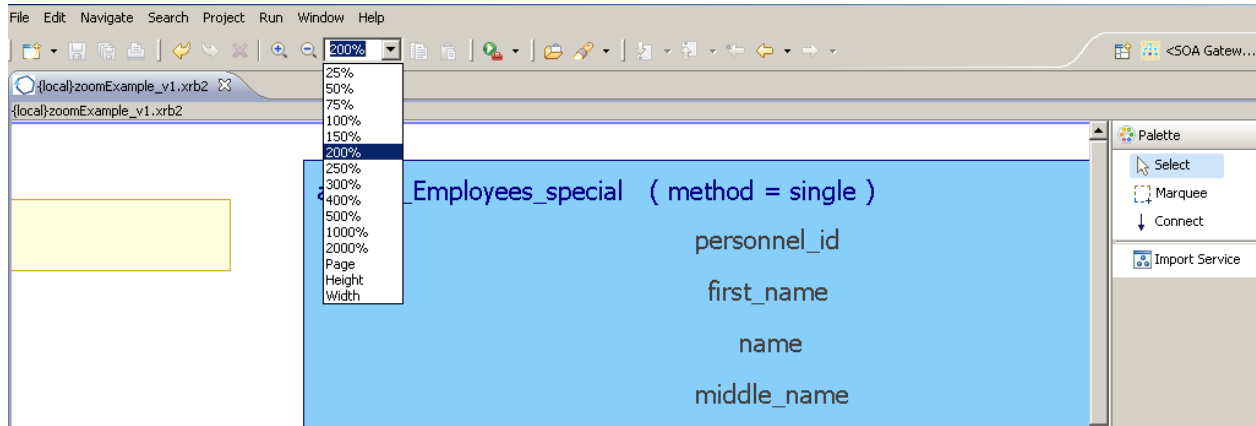 File Edit Navigate Search Project Run Window Help
200%
<SOA Gatew...
{local}zoomExample_v1.xrb2
{local}zoomExample_v1.xrb2
25%
50%
75%
100%
150%
200%
250%
300%
400%
500%
1000%
2000%
Page
Height
Width
_Employees_special ( method = single )
personnel_id
first_name
name
middle_name
Palette
Select
Marquee
Connect
Import Service